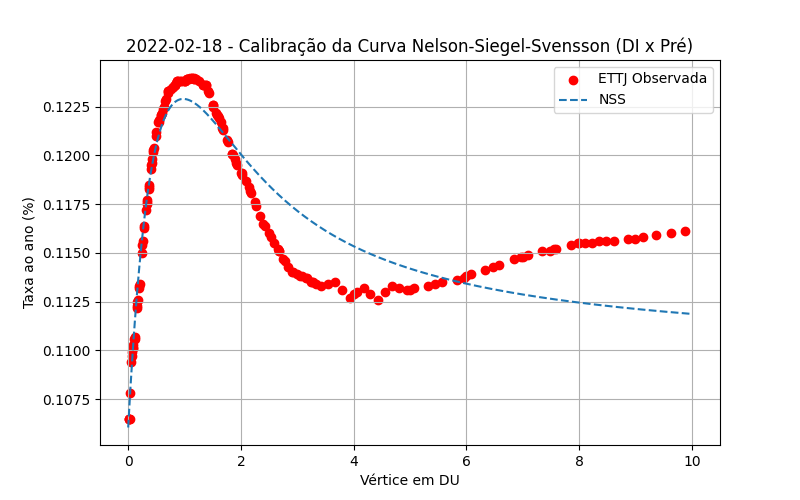 2022-02-18 - Calibração da Curva Nelson-Siegel-Svensson (DI x Pré)
ETTJ Observada
NSS
Taxa ao ano (%)
0.1225
0.1200
0.1175
0.1150
0.1125
0.1100
0.1075
0 2 4 6 8 10
Vértice em DU